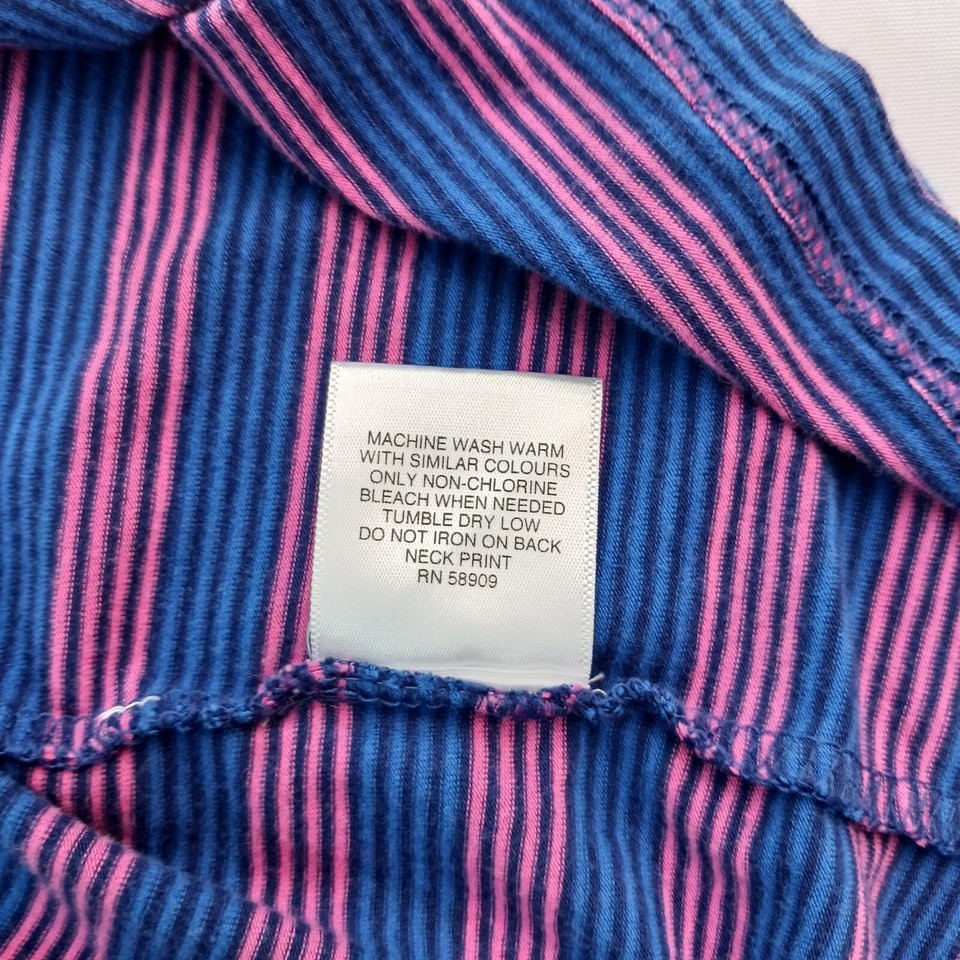 MACHINE WASH WARM
WITH SIMILAR COLOURS
ONLY NON-CHLORINE
BLEACH WHEN NEEDED
TUMBLE DRY LOW
DO NOT IRON ON BACK
NECK PRINT
RN 58909